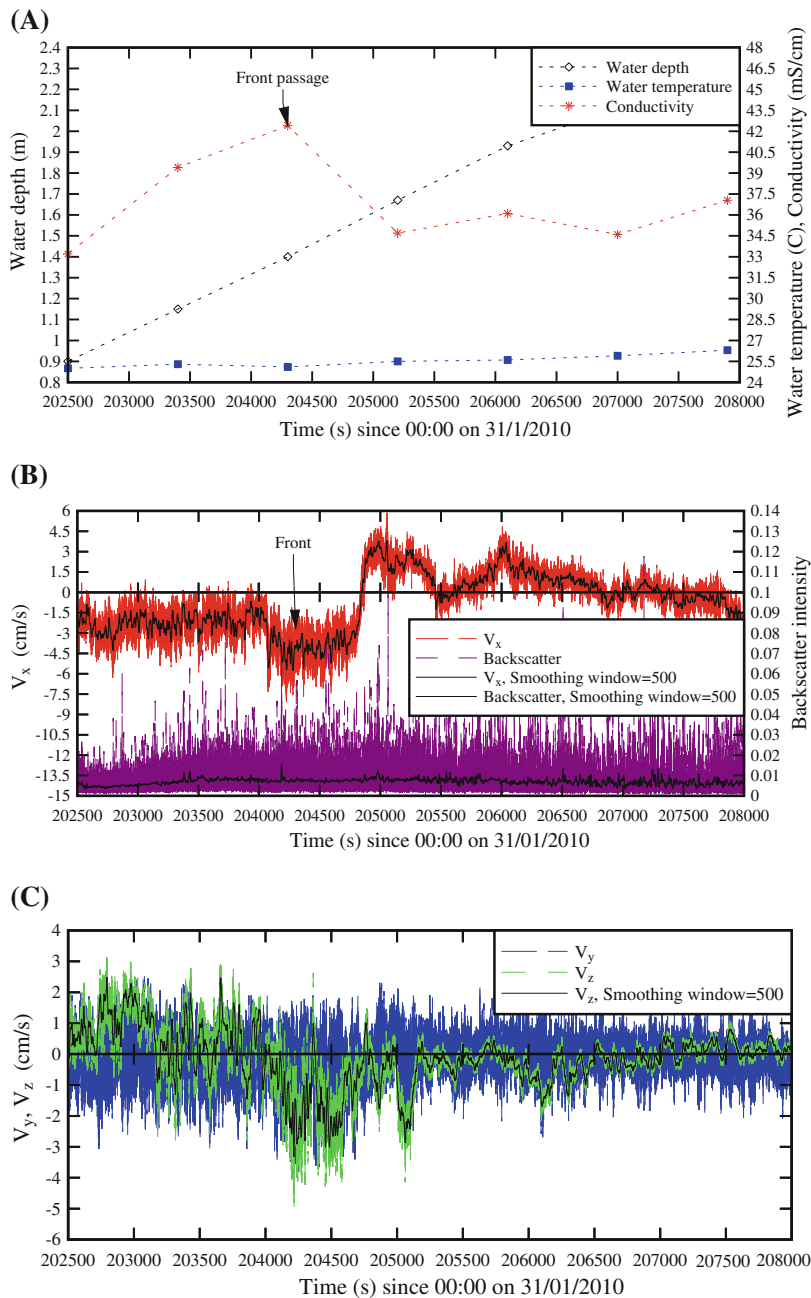 (A)
Water depth (m)
2.4
2.3
2.2
2.1
2
1.9
1.8
1.7
1.6
1.5
1.4
1.3
1.2
1.1
1
0.9
0.8
Front passage
Water depth
Water temperature
Conductivity
48
46.5
45
43.5
42
40.5
39
37.5
36
34.5
33
31.5
30
28.5
27
25.5
24
Water temperature (C), Conductivity (mS/cm)
202500 203000 203500 204000 204500 205000 205500 206000 206500 207000 207500 208000
Time (s) since 00:00 on 31/1/2010
(B)
Vx (cm/s)
6
4.5
3
1.5
0
-1.5
-3
-4.5
-6
-7.5
-9
-10.5
-12
-13.5
-15
Front
Vx
Backscatter
Vx, Smoothing window=500
Backscatter, Smoothing window=500
0.14
0.13
0.12
0.11
0.1
0.09
0.08
0.07
0.06
0.05
0.04
0.03
0.02
0.01
0
Backscatter intensity
202500 203000 203500 204000 204500 205000 205500 206000 206500 207000 207500 208000
Time (s) since 00:00 on 31/01/2010
(C)
Vy, Vz (cm/s)
4
3
2
1
0
-1
-2
-3
-4
-5
-6
Vy
Vz
Vz, Smoothing window=500
202500 203000 203500 204000 204500 205000 205500 206000 206500 207000 207500 208000
Time (s) since 00:00 on 31/01/2010